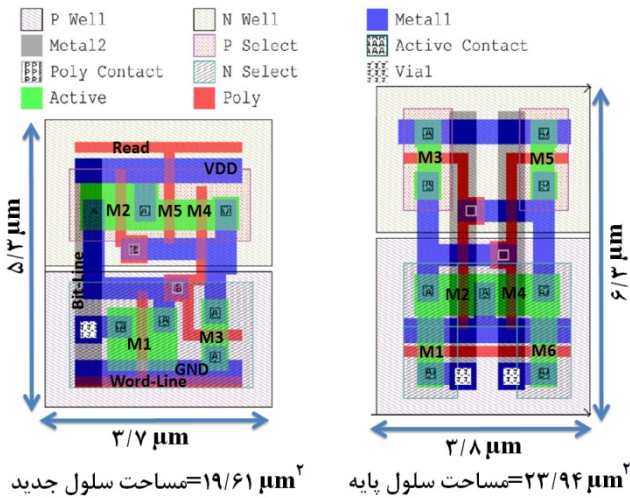 P Well
N Well
Metal1
Metal2
P Select
Active Contact
Poly Contact
N Select
Via1
Active
Poly
Read
VDD
M2 M5 M4
Bit-Line
M1
M3
GND
Word-Line
۵/۳ μm
۳/۷ μm
مساحت سلول جدید=۱۹/۶۱ μm²
M3
M5
M2
M4
M1
M6
۶/۳ μm
۳/۸ μm
مساحت سلول پایه=۲۳/۹۴ μm²